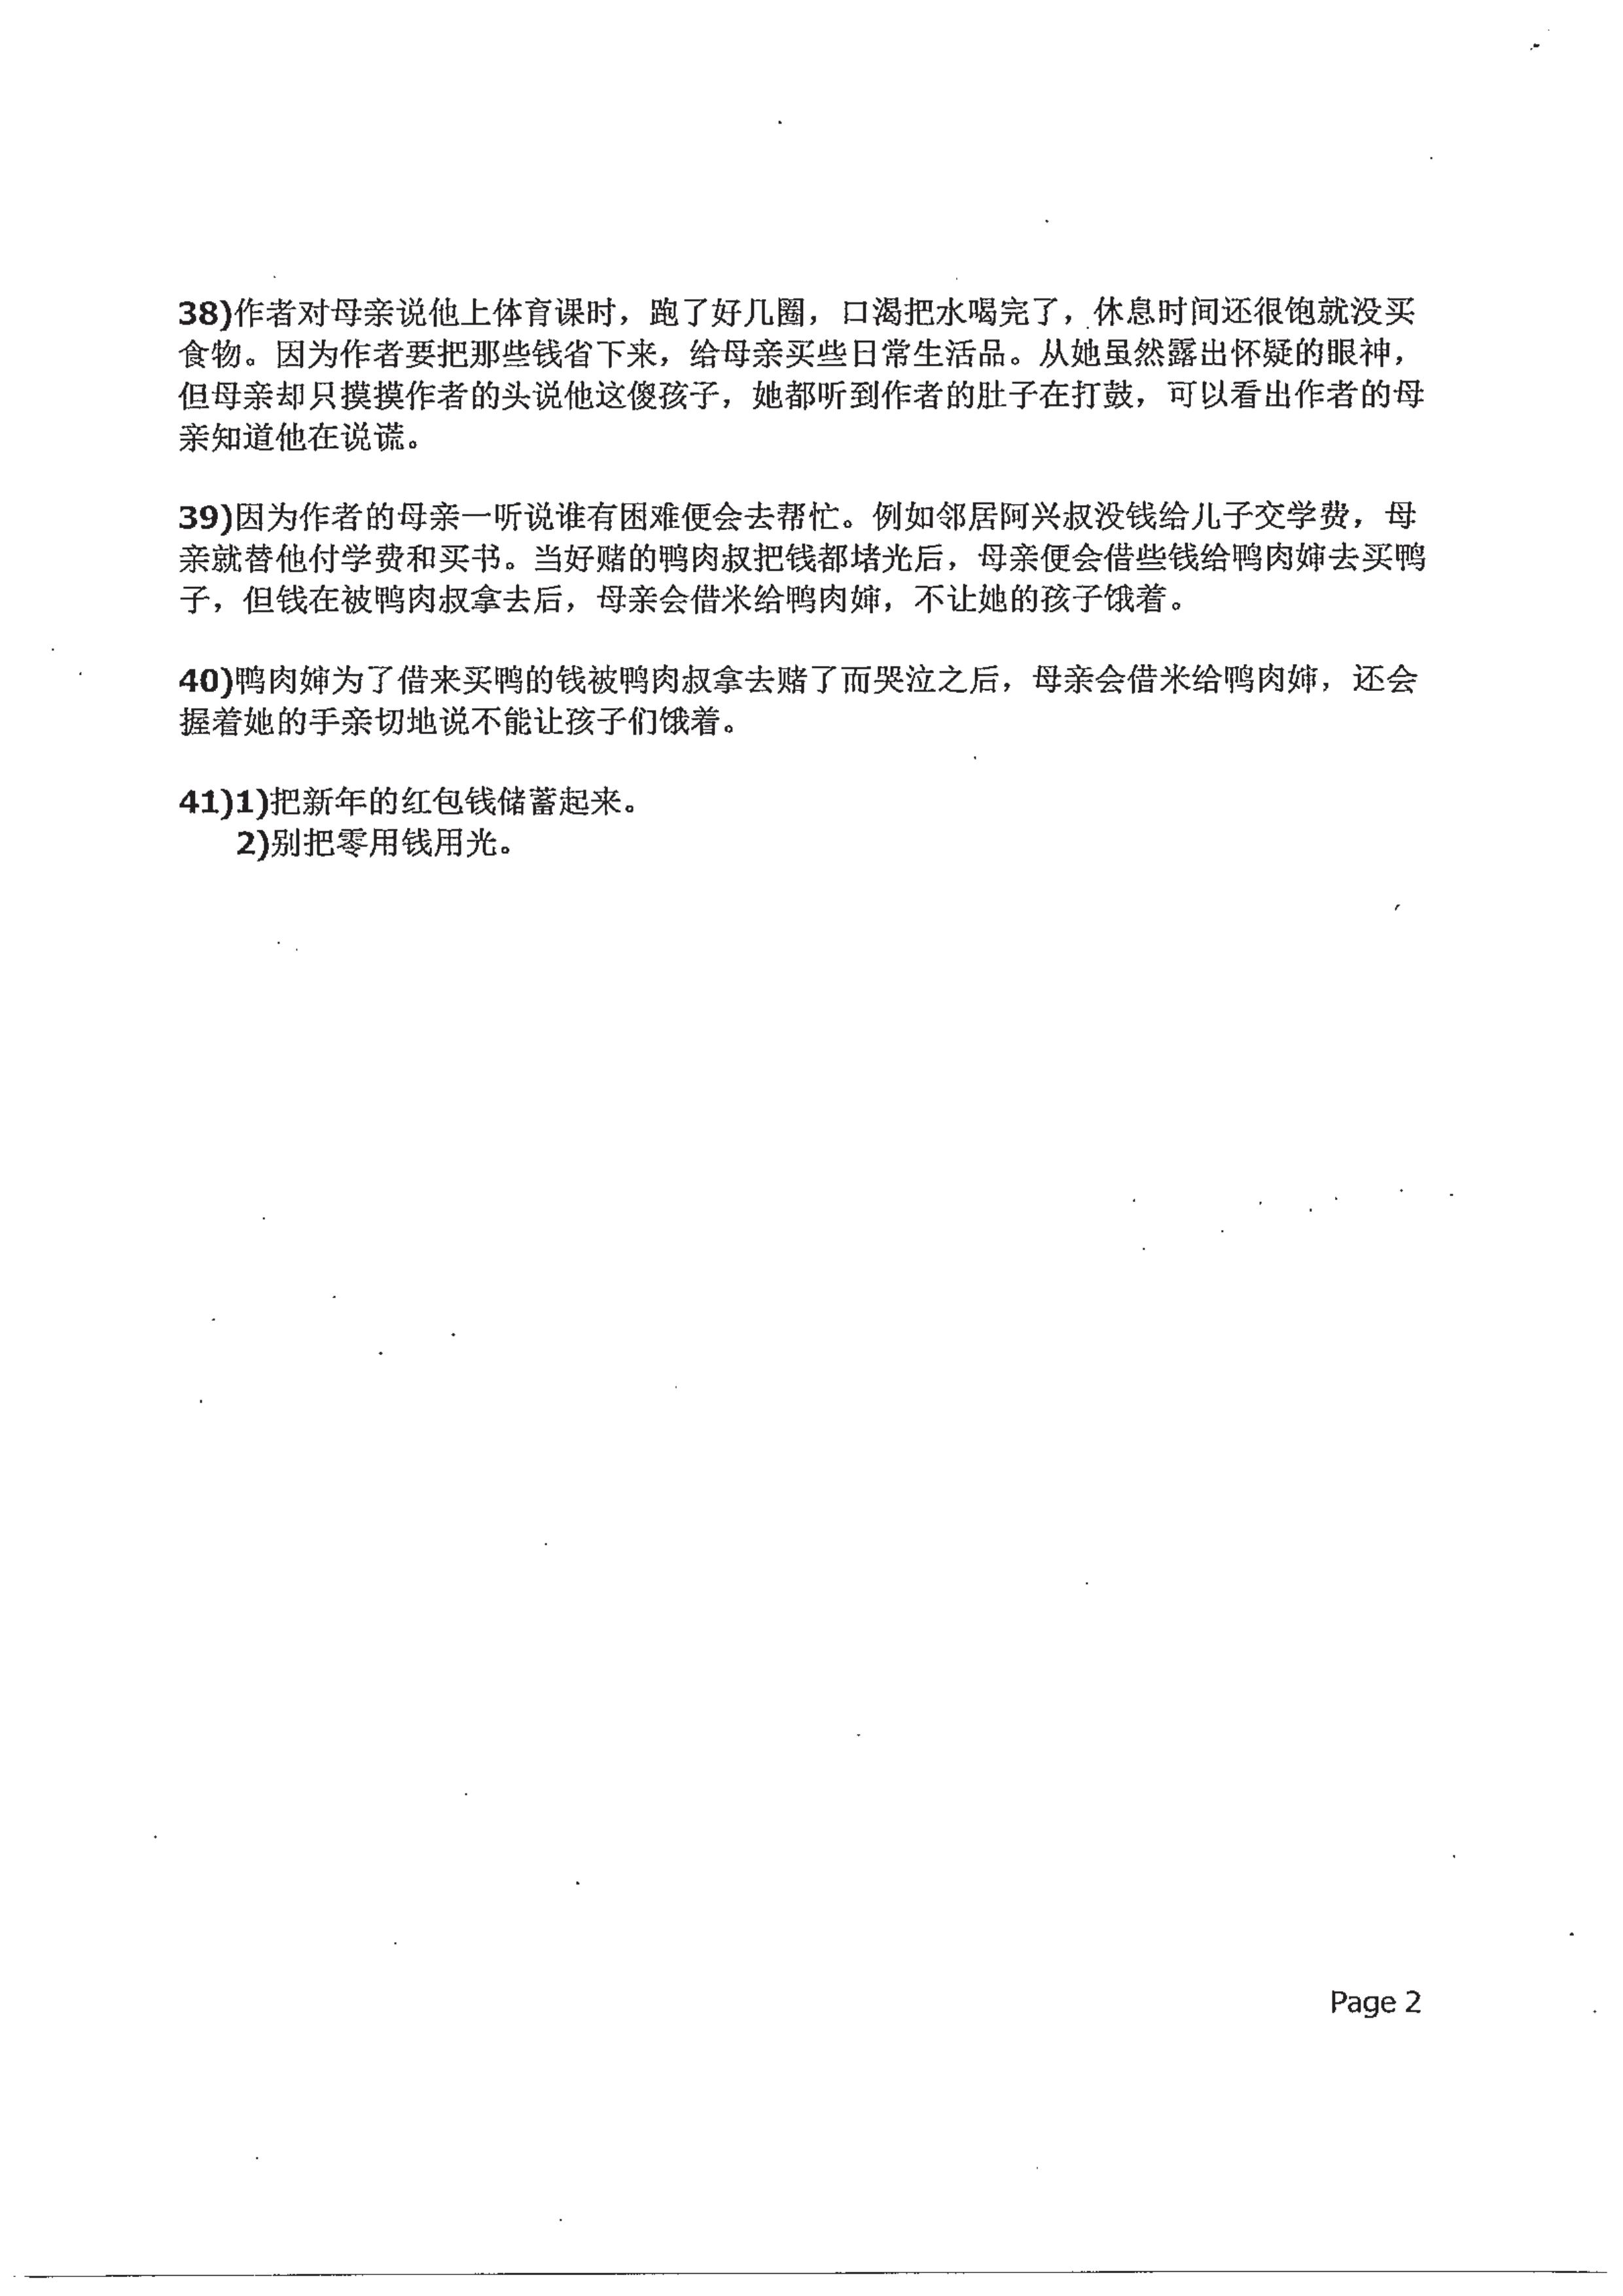 38)作者对母亲说他上体育课时，跑了好几圈，口渴把水喝完了，休息时间还很饱就没买
食物。因为作者要把那些钱省下来，给母亲买些日常生活品。从她虽然露出怀疑的眼神，
但母亲却只摸摸作者的头说他这傻孩子，她都听到作者的肚子在打鼓，可以看出作者的母
亲知道他在说谎。
39)因为作者的母亲一听说谁有困难便会去帮忙。例如邻居阿兴叔没钱给儿子交学费，母
亲就替他付学费和买书。当好赌的鸭肉叔把钱都堵光后，母亲便会借些钱给鸭肉婶去买鸭
子，但钱在被鸭肉叔拿去后，母亲会借米给鸭肉婶，不让她的孩子饿着。
40)鸭肉婶为了借来买鸭的钱被鸭肉叔拿去赌了而哭泣之后，母亲会借米给鸭肉婶，还会
握着她的手亲切地说不能让孩子们饿着。
41)1)把新年的红包钱储蓄起来。
2)别把零用钱用光。
Page 2